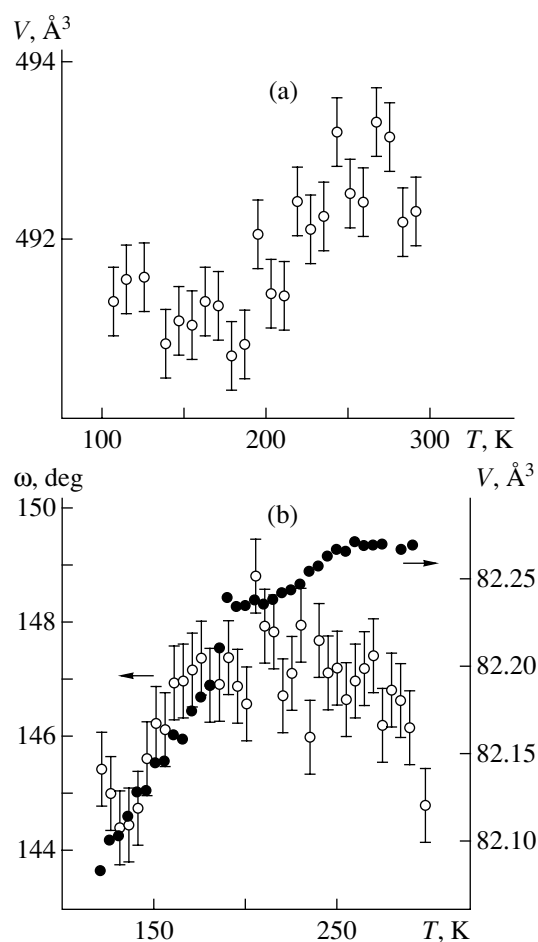 V, Å³
494
(a)
492
100 200 300
T, K
ω, deg V, Å³
150
(b)
82.25
148
82.20
146
82.15
82.10
144
150 250 T, K